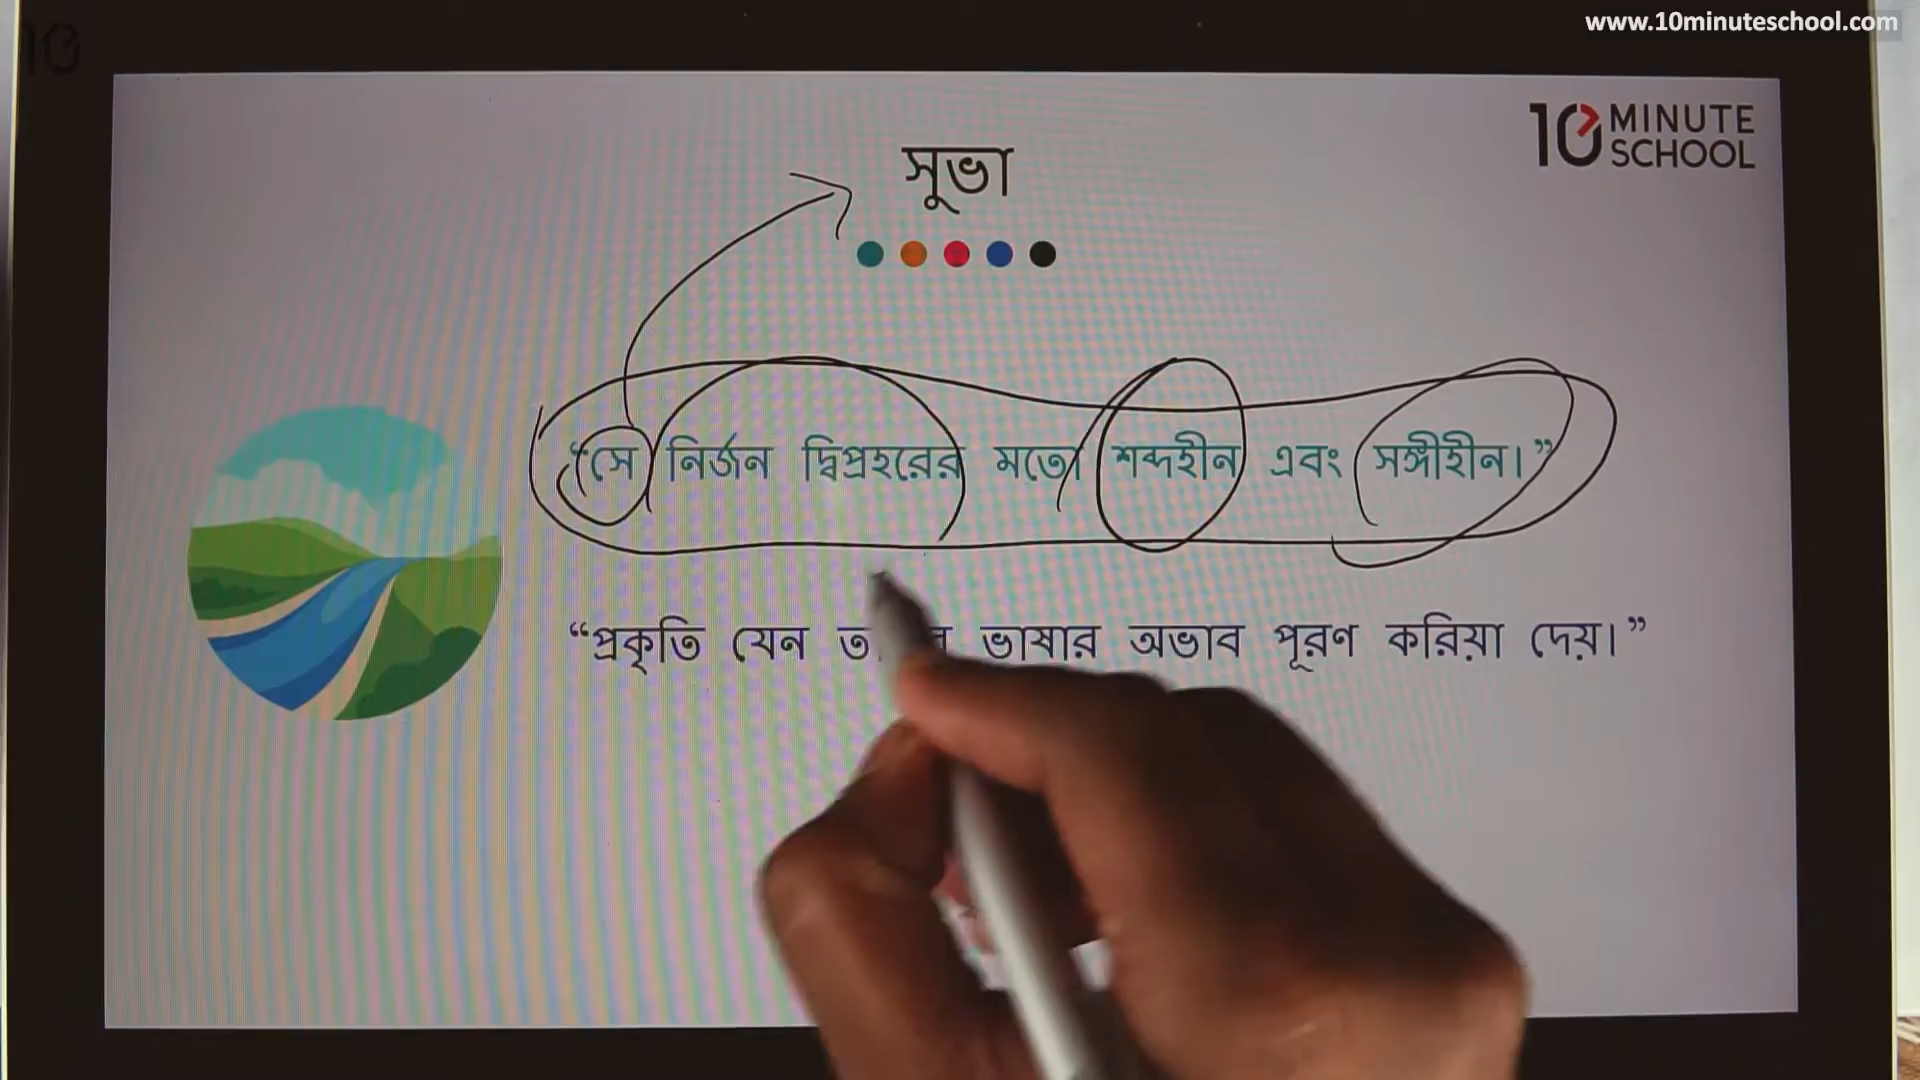 www.10minuteschool.com
10 MINUTE SCHOOL
সুভা
“সে নির্জন দ্বিপ্রহরের মতো শব্দহীন এবং সঙ্গীহীন।”
“প্রকৃতি যেন ভাষার অভাব পূরণ করিয়া দেয়।”